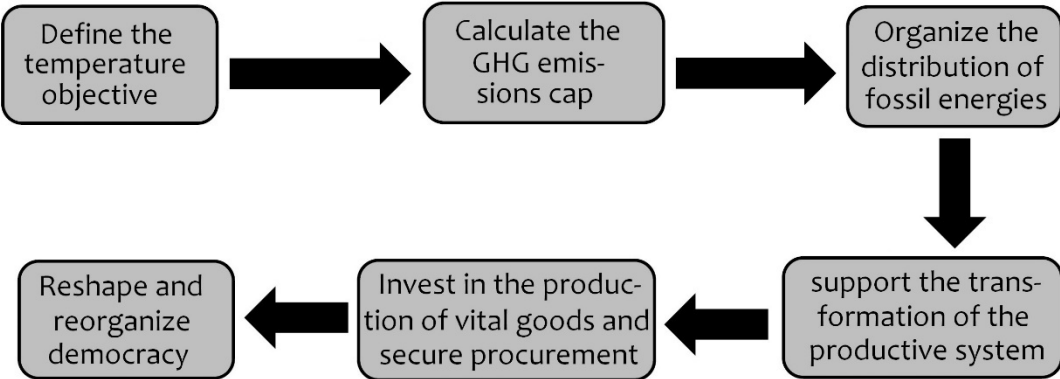 Define the
temperature
objective
Calculate the
GHG emis-
sions cap
Organize the
distribution of
fossil energies
support the trans-
formation of the
productive system
Invest in the produc-
tion of vital goods and
secure procurement
Reshape and
reorganize
democracy